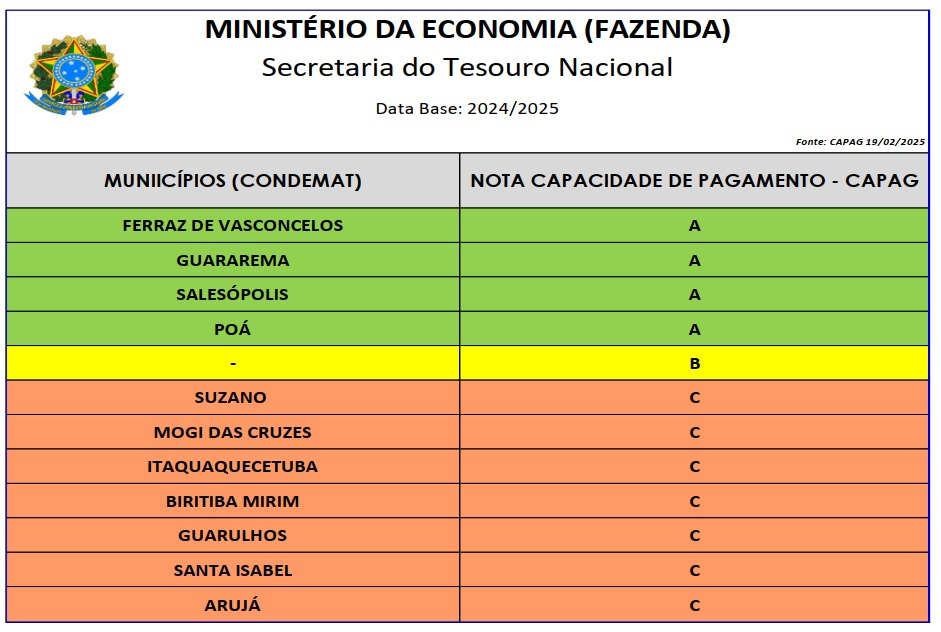 MINISTÉRIO DA ECONOMIA (FAZENDA)
Secretaria do Tesouro Nacional
Data Base: 2024/2025
Fonte: CAPAG 19/02/2025
MUNIICÍPIOS (CONDEMAT) NOTA CAPACIDADE DE PAGAMENTO - CAPAG
FERRAZ DE VASCONCELOS A
GUARAREMA A
SALESÓPOLIS A
POÁ A
- B
SUZANO C
MOGI DAS CRUZES C
ITAQUAQUECETUBA C
BIRITIBA MIRIM C
GUARULHOS C
SANTA ISABEL C
ARUJÁ C